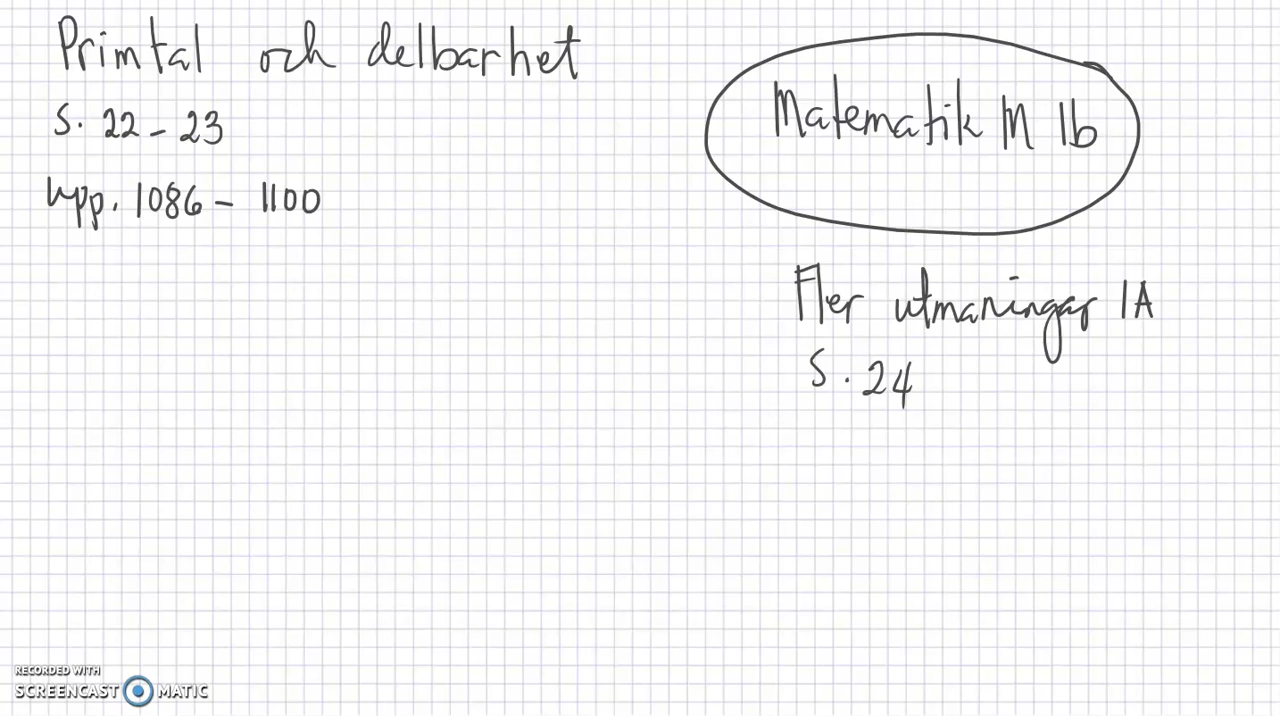 Primtal och delbarhet
s. 22 - 23
upp. 1086 - 1100
Matematik M 1b
Fler utmaningar 1A
s. 24
RECORDED WITH
SCREENCAST MATIC